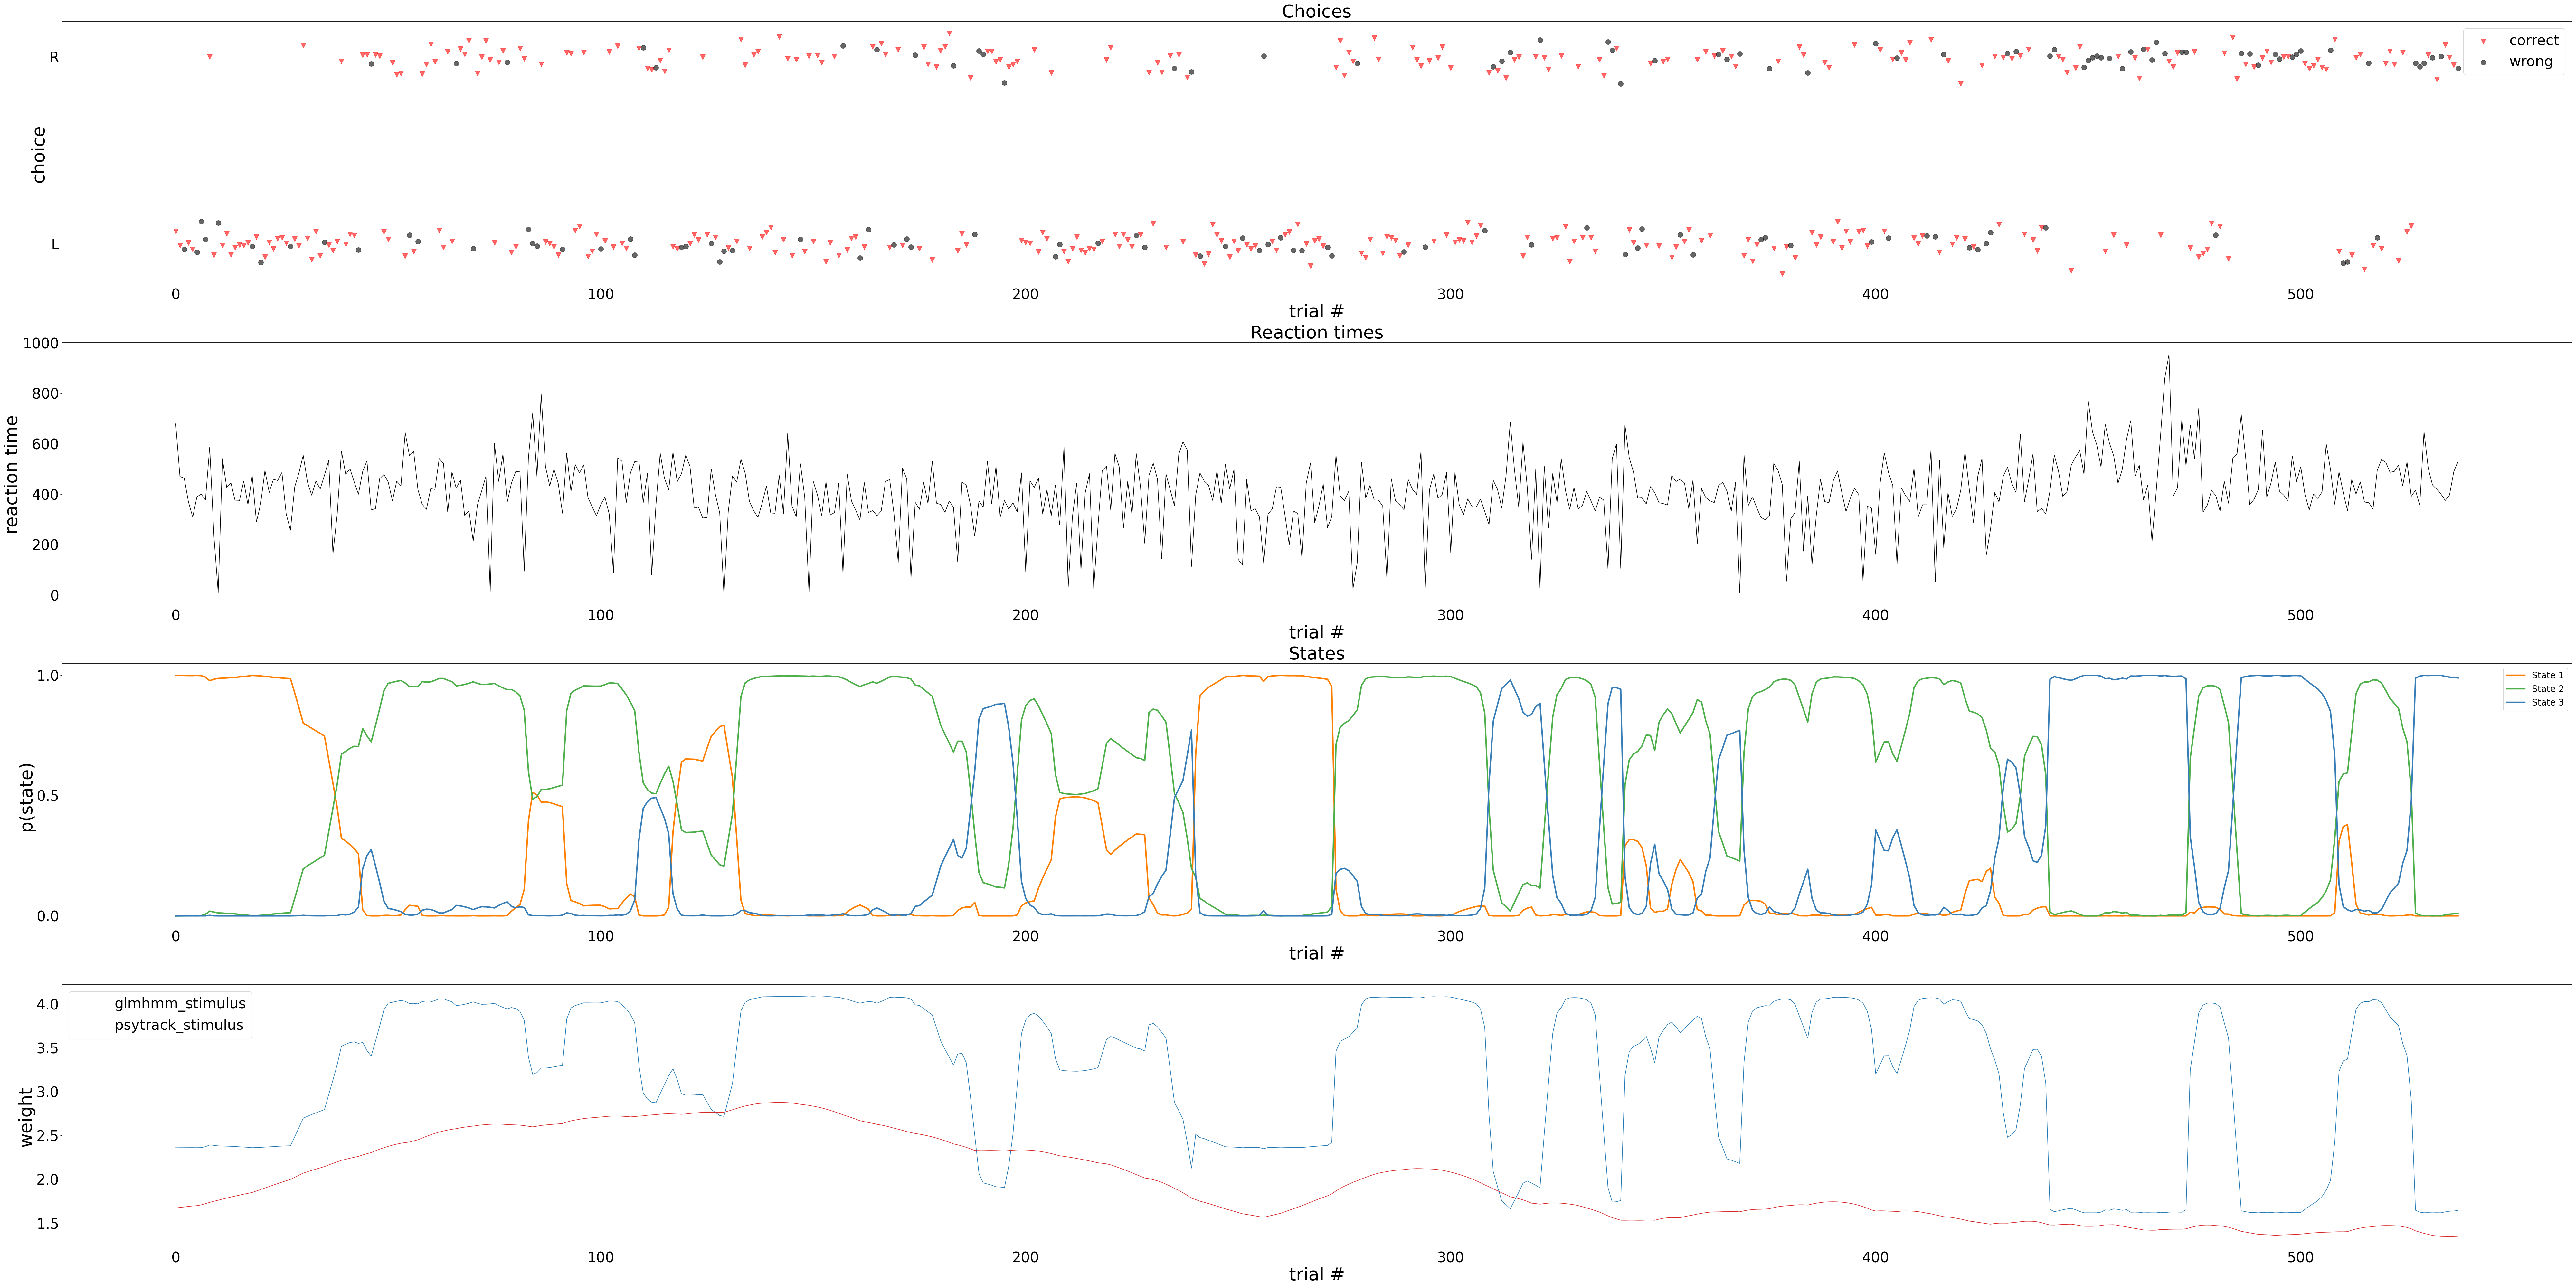 Choices
R
choice
L
correct
wrong
0 100 200 300 400 500
trial #
Reaction times
1000
800
600
400
200
0
reaction time
0 100 200 300 400 500
trial #
States
1.0
0.5
0.0
p(state)
State 1
State 2
State 3
0 100 200 300 400 500
trial #
glmhmm_stimulus
psytrack_stimulus
4.0
3.5
3.0
2.5
2.0
1.5
weight
0 100 200 300 400 500
trial #